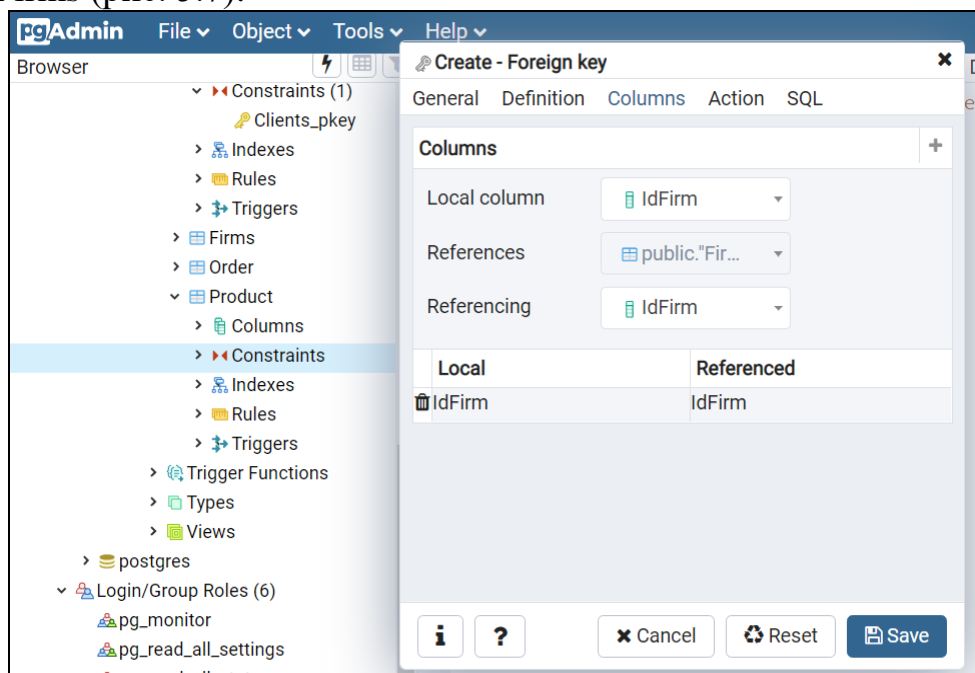 pgAdmin File Object Tools Help
Browser
Constraints (1)
Clients_pkey
Indexes
Rules
Triggers
Firms
Order
Product
Columns
Constraints
Indexes
Rules
Triggers
Trigger Functions
Types
Views
postgres
Login/Group Roles (6)
pg_monitor
pg_read_all_settings
Create - Foreign key
General Definition Columns Action SQL
Columns
Local column IdFirm
References public."Fir...
Referencing IdFirm
Local Referenced
IdFirm IdFirm
i ? Cancel Reset Save